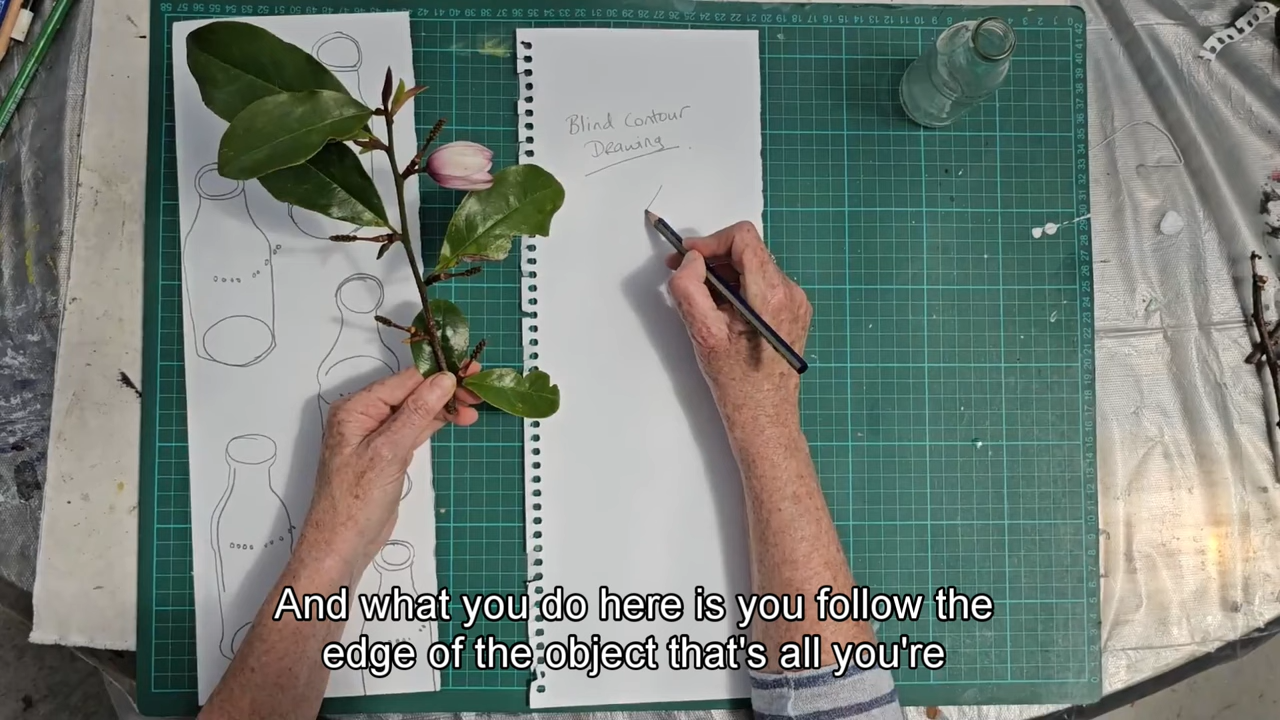 Blind Contour
Drawing.
And what you do here is you follow the
edge of the object that's all you're